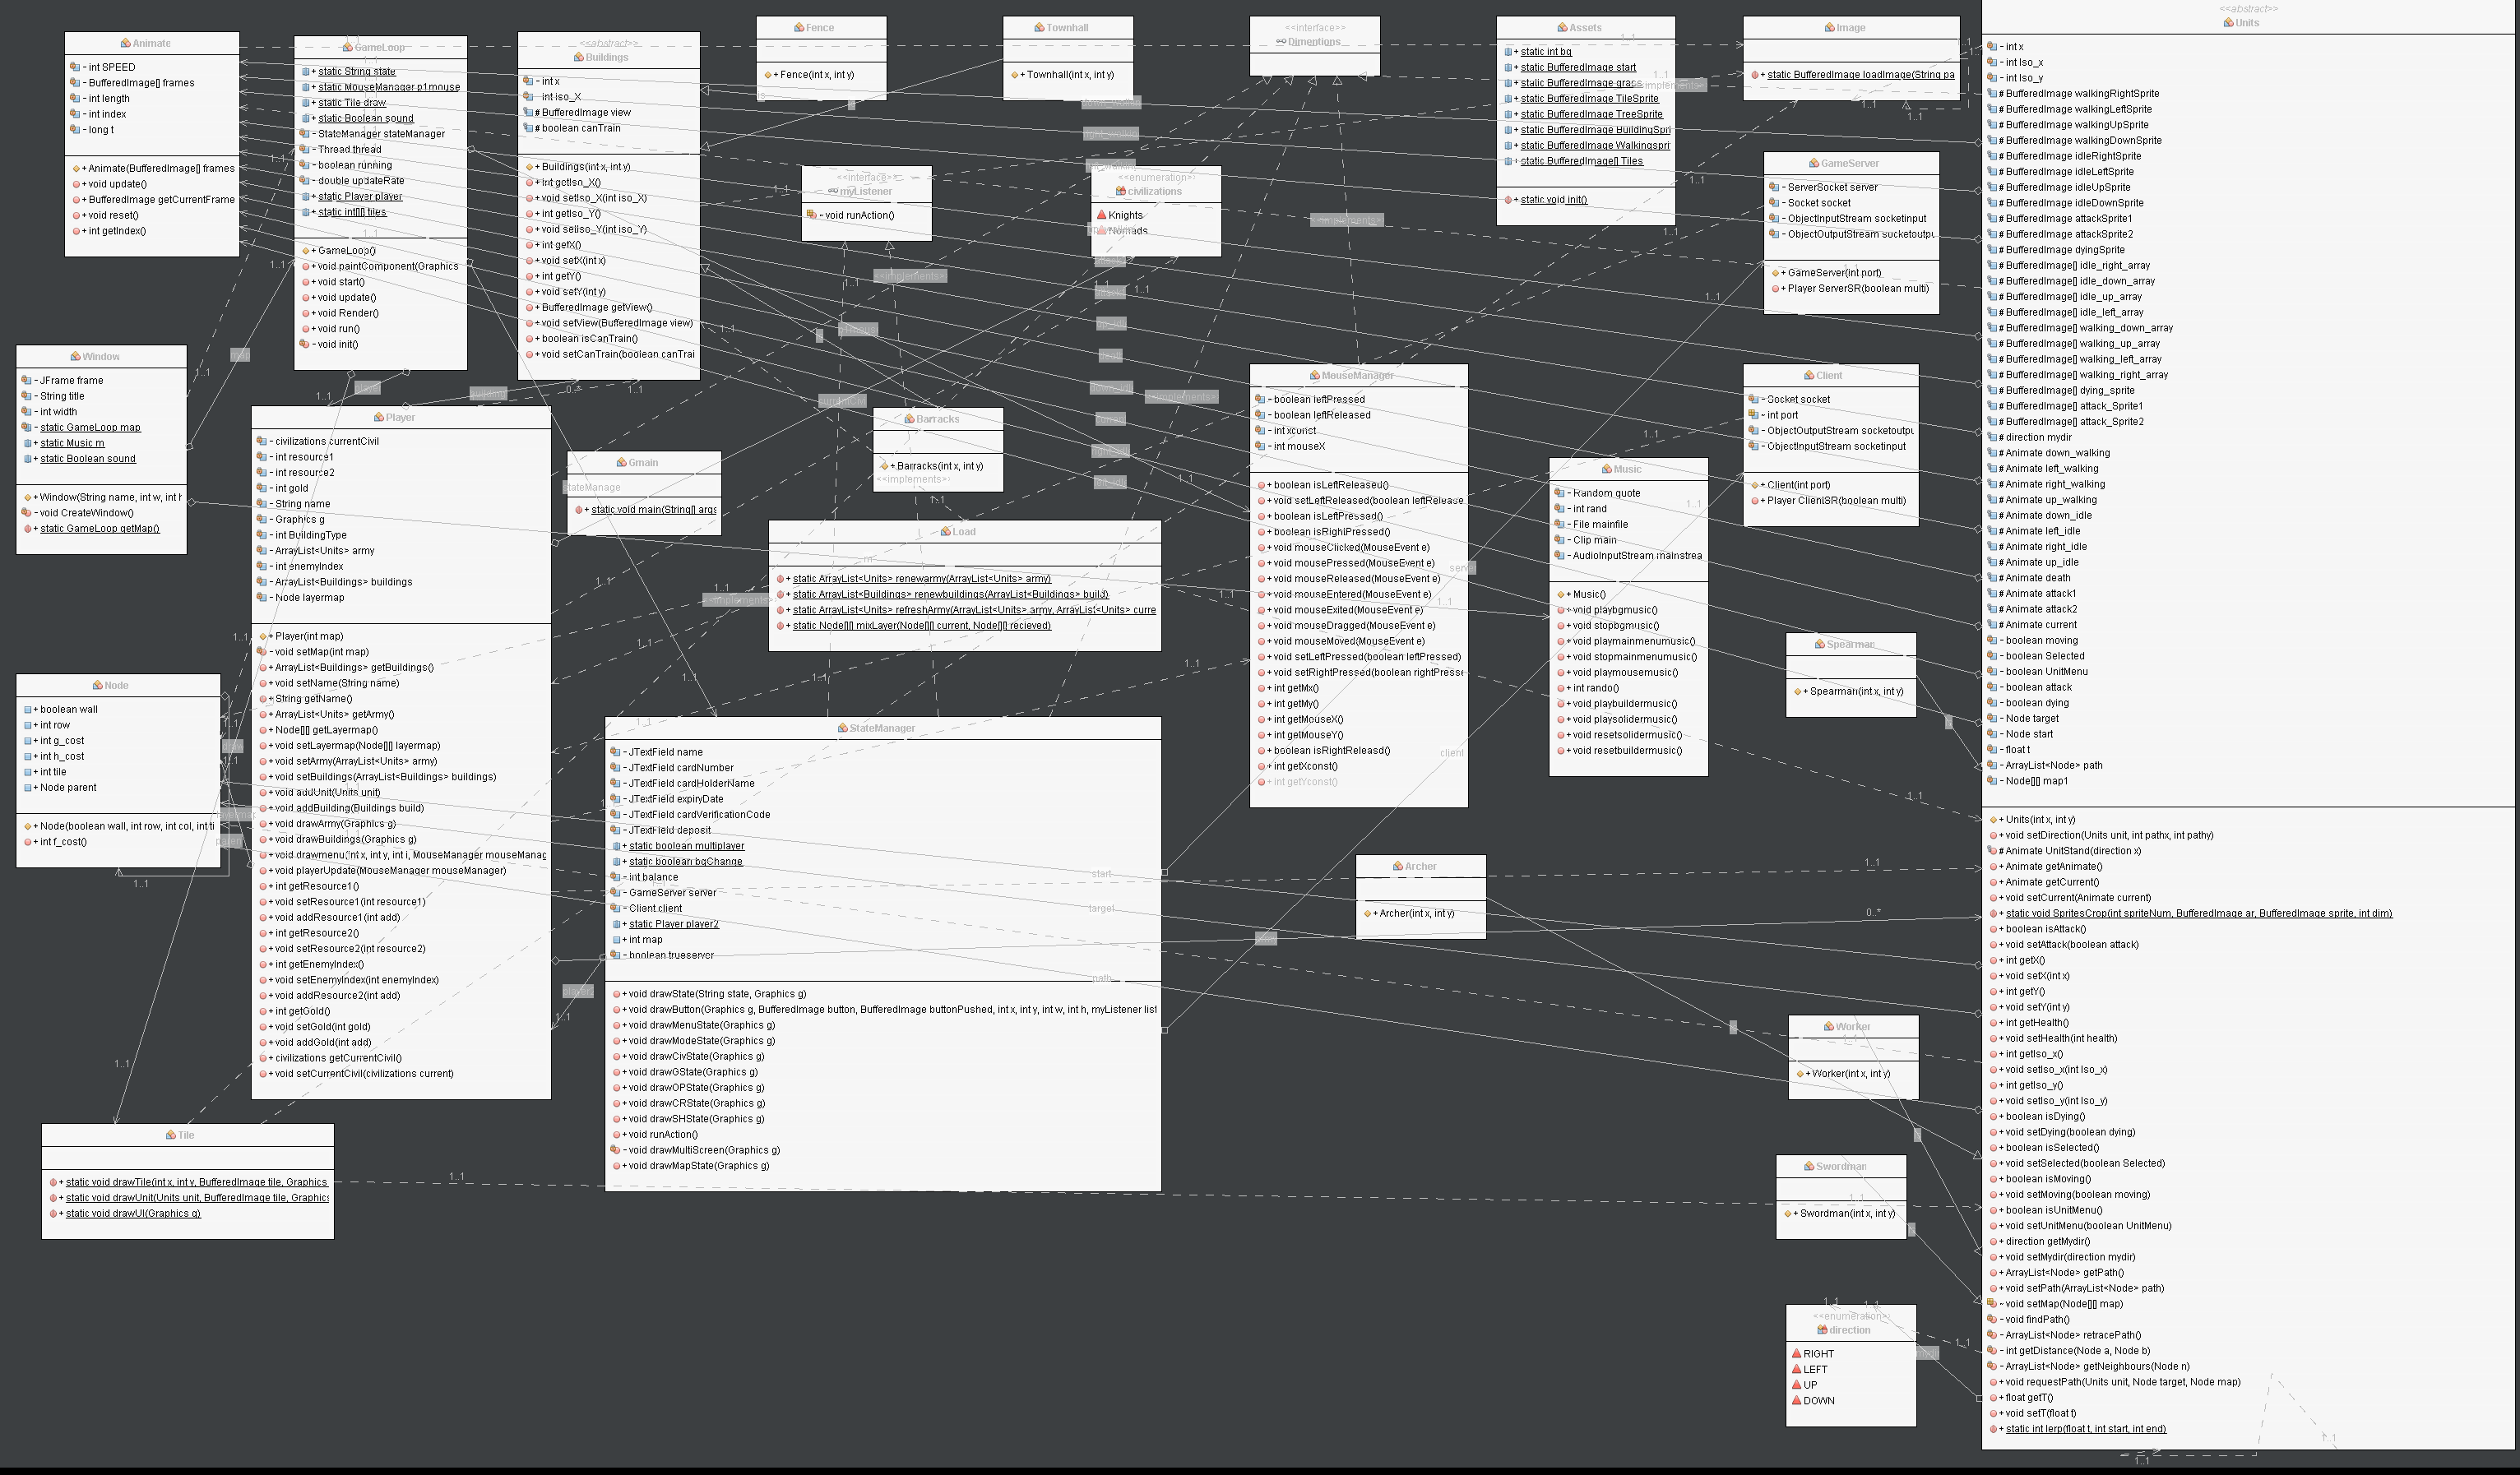 Animate
- int SPEED
- BufferedImage[] frames
- int length
- int index
- long t
+ Animate(BufferedImage[] frames
+ void update()
+ BufferedImage getCurrentFrame
+ void reset()
+ int getIndex()
GameLoop
+ static String state
+ static MouseManager p1mouse
+ static Tile draw
+ static Boolean sound
- StateManager stateManager
- Thread thread
- boolean running
- double updateRate
+ static Player player
+ static int[][] tiles
+ GameLoop()
+ void paintComponent(Graphics
+ void start()
+ void update()
+ void Render()
+ void run()
- void init()
<<abstract>>
Buildings
- int x
- int iso_X
# BufferedImage view
# boolean canTrain
+ Buildings(int x, int y)
+ int getIso_X()
+ void setIso_X(int iso_X)
+ int getIso_Y()
+ void setIso_Y(int iso_Y)
+ int getX()
+ void setX(int x)
+ int getY()
+ void setY(int y)
+ BufferedImage getView()
+ void setView(BufferedImage view)
+ boolean isCanTrain()
+ void setCanTrain(boolean canTrai
Fence
+ Fence(int x, int y)
Townhall
+ Townhall(int x, int y)
<<interface>>
Dimentions
<<interface>>
myListener
- void runAction()
<<enumeration>>
civilizations
Knights
Nomads
Assets
+ static int bg
+ static BufferedImage start
+ static BufferedImage grass
+ static BufferedImage TileSprite
+ static BufferedImage TreeSprite
+ static BufferedImage BuildingSpri
+ static BufferedImage Walkingspri
+ static BufferedImage[] Tiles
+ static void init()
Image
+ static BufferedImage loadImage(String pa
GameServer
- ServerSocket server
- Socket socket
- ObjectInputStream socketinput
- ObjectOutputStream socketoutpu
+ GameServer(int port)
+ Player ServerSR(boolean multi)
Window
- JFrame frame
- String title
- int width
- static GameLoop map
+ static Music m
+ static Boolean sound
+ Window(String name, int w, int h
- void CreateWindow()
+ static GameLoop getMap()
Player
- civilizations currentCivil
- int resource1
- int resource2
- int gold
- String name
- Graphics g
- int BuildingType
- ArrayList<Units> army
- int enemyIndex
- ArrayList<Buildings> buildings
- Node layermap
+ Player(int map)
- void setMap(int map)
+ ArrayList<Buildings> getBuildings()
+ void setName(String name)
+ String getName()
+ ArrayList<Units> getArmy()
+ Node[][] getLayermap()
+ void setLayermap(Node[][] layermap)
+ void setArmy(ArrayList<Units> army)
+ void setBuildings(ArrayList<Buildings> buildings)
+ void addUnit(Units unit)
+ void addBuilding(Buildings build)
+ void drawArmy(Graphics g)
+ void drawBuildings(Graphics g)
+ void drawmenu(int x, int y, int i, MouseManager mouseManag
+ void playerUpdate(MouseManager mouseManager)
+ int getResource1()
+ void setResource1(int resource1)
+ void addResource1(int add)
+ int getResource2()
+ void setResource2(int resource2)
+ int getEnemyIndex()
+ void setEnemyIndex(int enemyIndex)
+ void addResource2(int add)
+ int getGold()
+ void setGold(int gold)
+ void addGold(int add)
+ civilizations getCurrentCivil()
+ void setCurrentCivil(civilizations current)
Gmain
+ static void main(String[] args
Barracks
+ Barracks(int x, int y)
Load
+ static ArrayList<Units> renewarmy(ArrayList<Units> army)
+ static ArrayList<Buildings> renewbuildings(ArrayList<Buildings> build)
+ static ArrayList<Units> refreshArmy(ArrayList<Units> army, ArrayList<Units> curre
+ static Node[][] mixLayer(Node[][] current, Node[][] recieved)
MouseManager
- boolean leftPressed
- boolean leftReleased
- int xconst
- int mouseX
+ boolean isLeftReleased()
+ void setLeftReleased(boolean leftRelease
+ boolean isLeftPressed()
+ boolean isRightPressed()
+ void mouseClicked(MouseEvent e)
+ void mousePressed(MouseEvent e)
+ void mouseReleased(MouseEvent e)
+ void mouseEntered(MouseEvent e)
+ void mouseExited(MouseEvent e)
+ void mouseDragged(MouseEvent e)
+ void mouseMoved(MouseEvent e)
+ void setLeftPressed(boolean leftPressed)
+ void setRightPressed(boolean rightPresse
+ int getMx()
+ int getMy()
+ int getMouseX()
+ int getMouseY()
+ boolean isRightReleasd()
+ int getXconst()
+ int getYconst()
Music
- Random quote
- int rand
- File mainfile
- Clip main
- AudioInputStream mainstrea
+ Music()
+ void playbgmusic()
+ void stopbgmusic()
+ void playmainmenumusic()
+ void stopmainmenumusic()
+ void playmousemusic()
+ int rando()
+ void playbuildermusic()
+ void playsolidermusic()
+ void resetsolidermusic()
+ void resetbuildermusic()
Client
- Socket socket
- int port
- ObjectOutputStream socketoutpu
- ObjectInputStream socketinput
+ Client(int port)
+ Player ClientSR(boolean multi)
Spearman
+ Spearman(int x, int y)
Node
+ boolean wall
+ int row
+ int g_cost
+ int h_cost
+ int tile
+ Node parent
+ Node(boolean wall, int row, int col, int ti
+ int f_cost()
StateManager
- JTextField name
- JTextField cardNumber
- JTextField cardHolderName
- JTextField expiryDate
- JTextField cardVerificationCode
- JTextField deposit
+ static boolean multiplayer
+ static boolean bgChange
- int balance
- GameServer server
- Client client
+ static Player player2
+ int map
- boolean trueserver
+ void drawState(String state, Graphics g)
+ void drawButton(Graphics g, BufferedImage button, BufferedImage buttonPushed, int x, int y, int w, int h, myListener list
+ void drawMenuState(Graphics g)
+ void drawModeState(Graphics g)
+ void drawCivState(Graphics g)
+ void drawGState(Graphics g)
+ void drawOPState(Graphics g)
+ void drawCRState(Graphics g)
+ void drawSHState(Graphics g)
+ void runAction()
- void drawMultiScreen(Graphics g)
+ void drawMapState(Graphics g)
Archer
+ Archer(int x, int y)
Worker
+ Worker(int x, int y)
Swordman
+ Swordman(int x, int y)
<<enumeration>>
direction
RIGHT
LEFT
UP
DOWN
Tile
+ static void drawTile(int x, int y, BufferedImage tile, Graphics
+ static void drawUnit(Units unit, BufferedImage tile, Graphics
+ static void drawUI(Graphics g)
<<abstract>>
Units
- int x
- int Iso_x
- int Iso_y
# BufferedImage walkingRightSprite
# BufferedImage walkingLeftSprite
# BufferedImage walkingUpSprite
# BufferedImage walkingDownSprite
# BufferedImage idleRightSprite
# BufferedImage idleLeftSprite
# BufferedImage idleUpSprite
# BufferedImage idleDownSprite
# BufferedImage attackSprite1
# BufferedImage attackSprite2
# BufferedImage dyingSprite
# BufferedImage[] idle_right_array
# BufferedImage[] idle_down_array
# BufferedImage[] idle_up_array
# BufferedImage[] idle_left_array
# BufferedImage[] walking_down_array
# BufferedImage[] walking_up_array
# BufferedImage[] walking_left_array
# BufferedImage[] walking_right_array
# BufferedImage[] dying_sprite
# BufferedImage[] attack_Sprite1
# BufferedImage[] attack_Sprite2
# direction mydir
# Animate down_walking
# Animate left_walking
# Animate right_walking
# Animate up_walking
# Animate down_idle
# Animate left_idle
# Animate right_idle
# Animate up_idle
# Animate death
# Animate attack1
# Animate attack2
# Animate current
- boolean moving
- boolean Selected
- boolean UnitMenu
- boolean attack
- boolean dying
- Node target
- Node start
- float t
- ArrayList<Node> path
- Node[][] map1
+ Units(int x, int y)
+ void setDirection(Units unit, int pathx, int pathy)
# Animate UnitStand(direction x)
+ Animate getAnimate()
+ Animate getCurrent()
+ void setCurrent(Animate current)
+ static void SpritesCrop(int spriteNum, BufferedImage ar, BufferedImage sprite, int dim)
+ boolean isAttack()
+ void setAttack(boolean attack)
+ int getX()
+ void setX(int x)
+ int getY()
+ void setY(int y)
+ int getHealth()
+ void setHealth(int health)
+ int getIso_x()
+ void setIso_x(int Iso_x)
+ int getIso_y()
+ void setIso_y(int Iso_y)
+ boolean isDying()
+ void setDying(boolean dying)
+ boolean isSelected()
+ void setSelected(boolean Selected)
+ boolean isMoving()
+ void setMoving(boolean moving)
+ boolean isUnitMenu()
+ void setUnitMenu(boolean UnitMenu)
+ direction getMydir()
+ void setMydir(direction mydir)
+ ArrayList<Node> getPath()
+ void setPath(ArrayList<Node> path)
~ void setMap(Node[][] map)
- void findPath()
- ArrayList<Node> retracePath()
- int getDistance(Node a, Node b)
- ArrayList<Node> getNeighbours(Node n)
+ void requestPath(Units unit, Node target, Node map)
+ float getT()
+ void setT(float t)
+ static int lerp(float t, int start, int end)